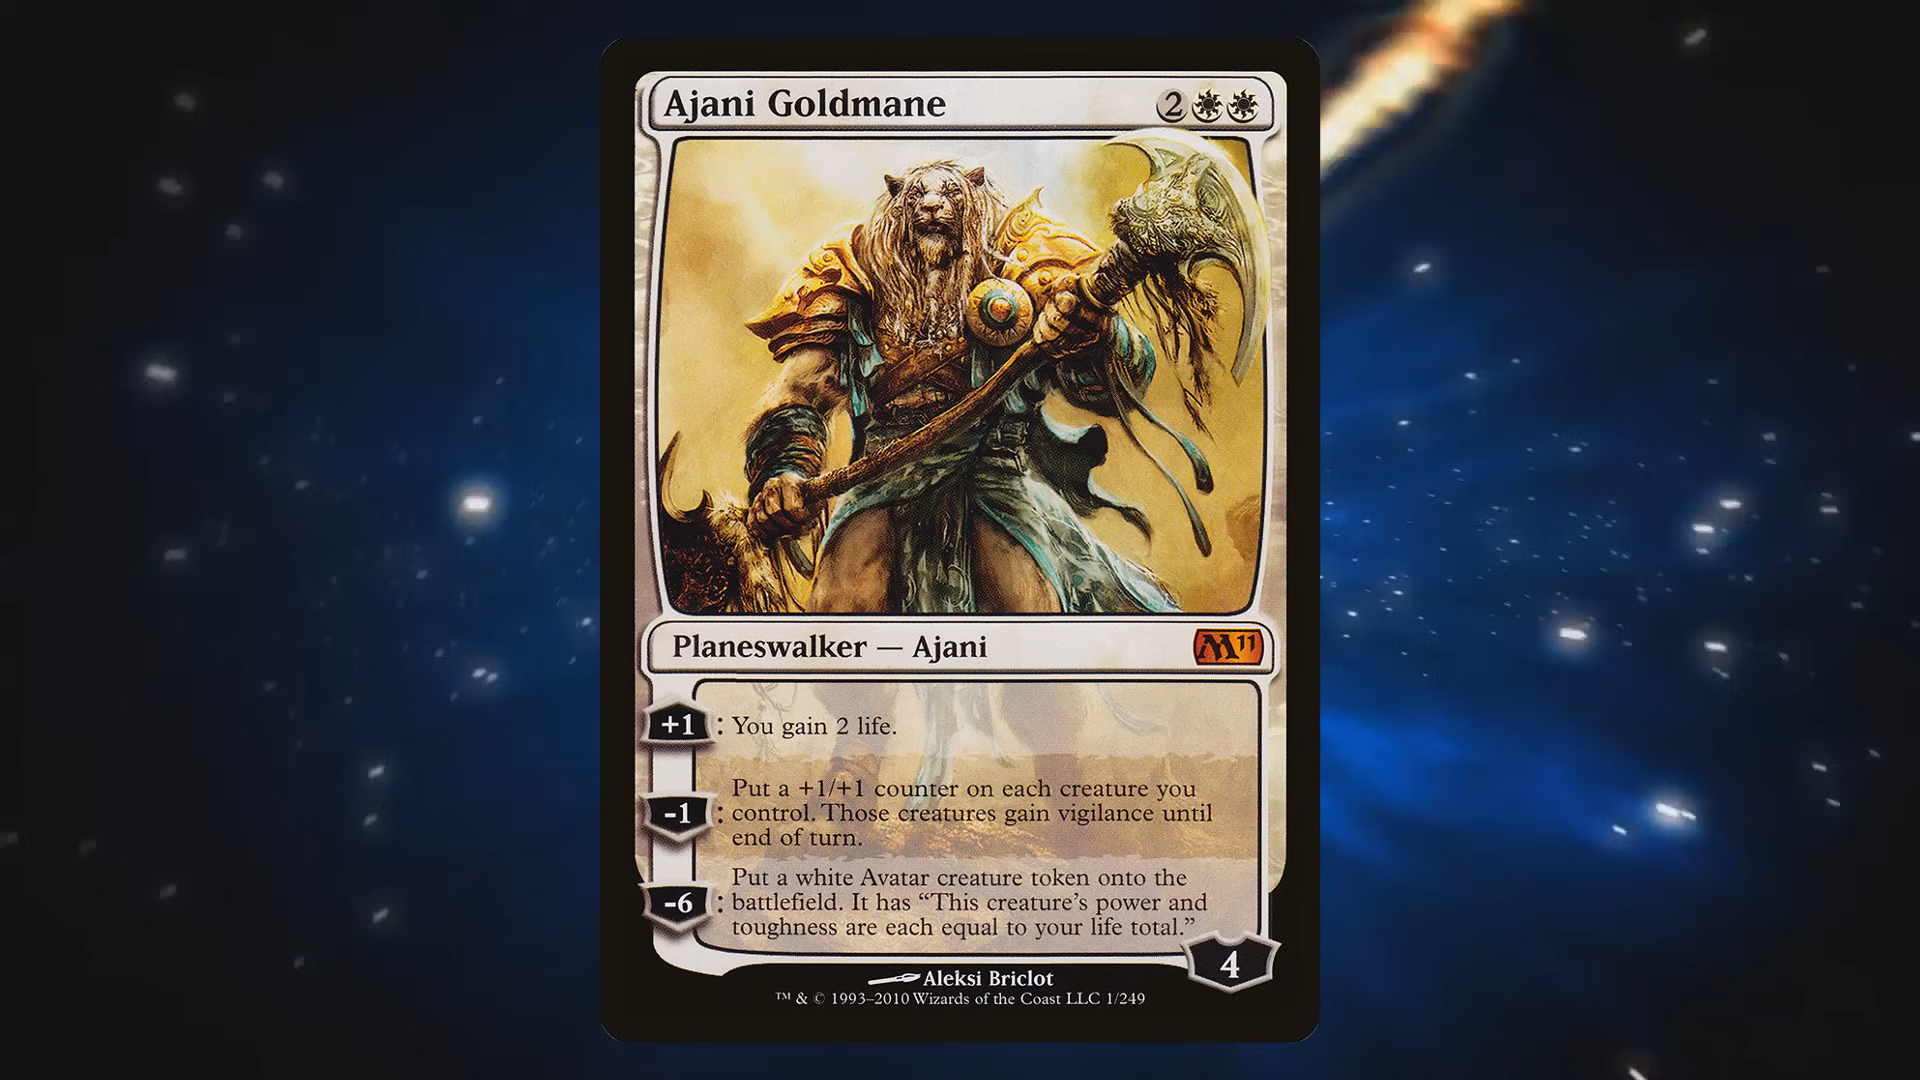 Ajani Goldmane 2
Planeswalker — Ajani M11
+1 : You gain 2 life.
Put a +1/+1 counter on each creature you
-1 : control. Those creatures gain vigilance until
end of turn.
Put a white Avatar creature token onto the
-6 : battlefield. It has “This creature’s power and
toughness are each equal to your life total.”
4
Aleksi Briclot
™ & © 1993–2010 Wizards of the Coast LLC 1/249